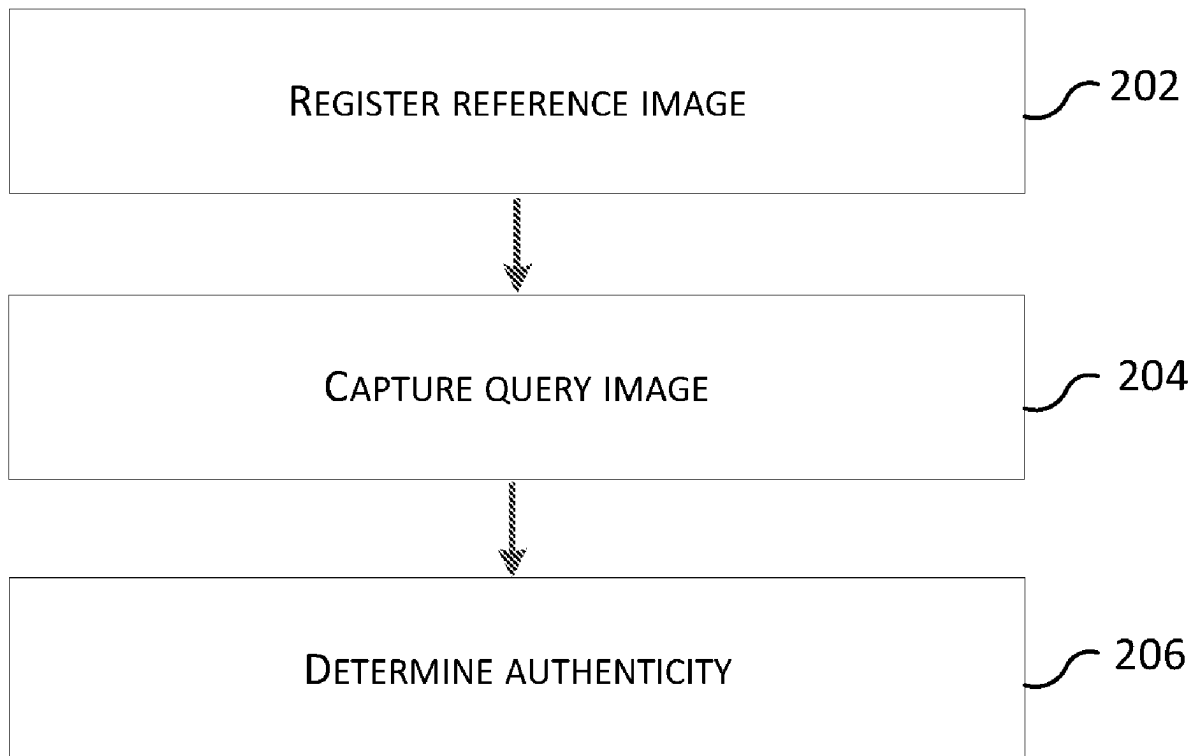 REGISTER REFERENCE IMAGE
202
CAPTURE QUERY IMAGE
204
DETERMINE AUTHENTICITY
206